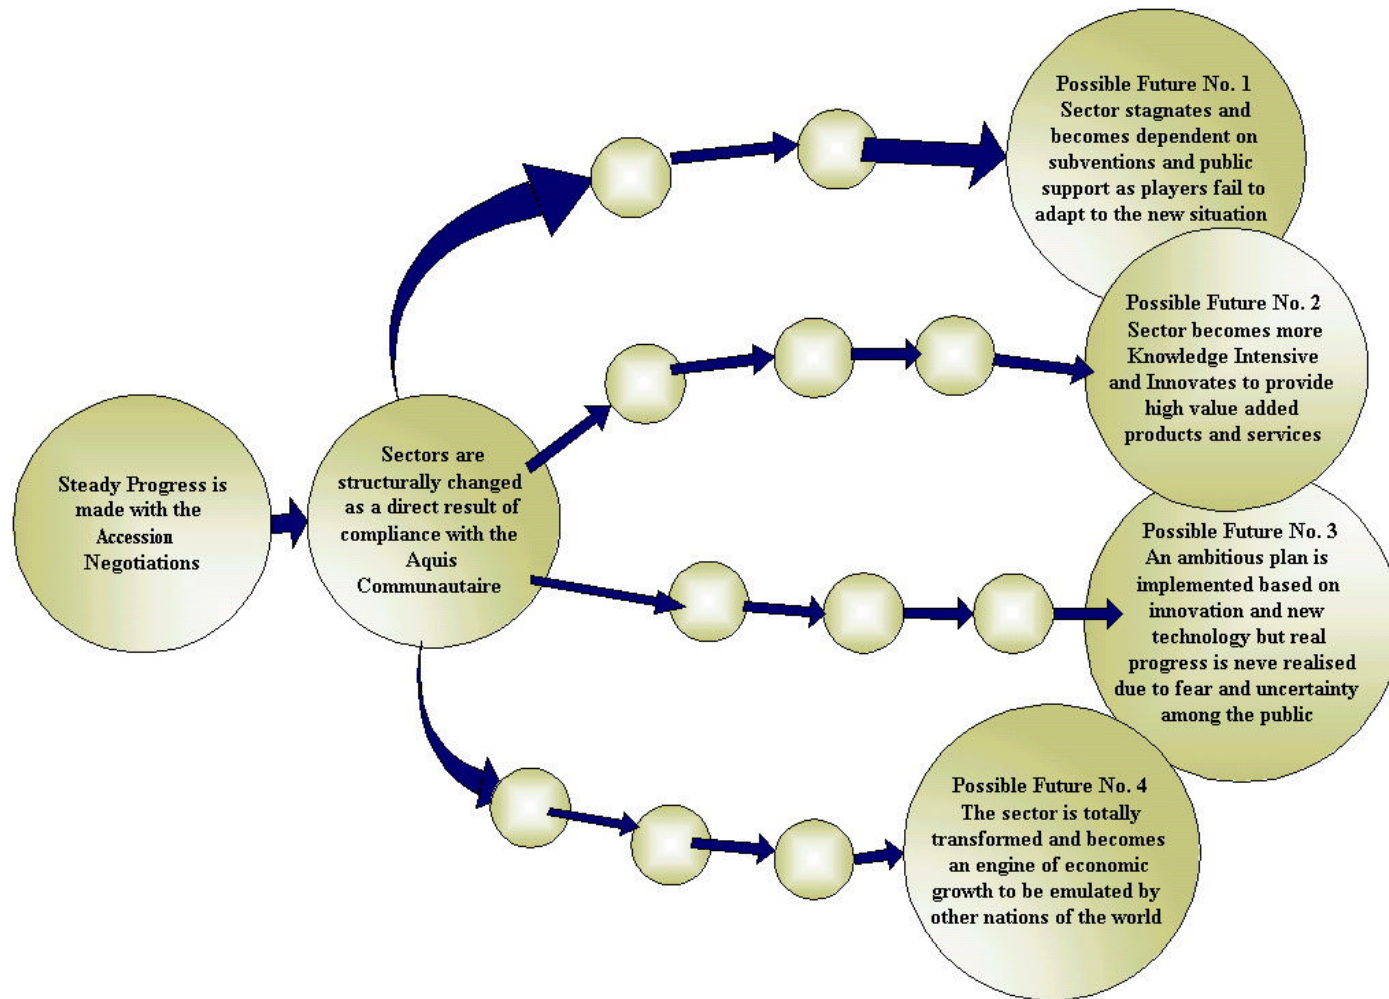 Steady Progress is
made with the
Accession
Negotiations
Sectors are
structurally changed
as a direct result of
compliance with the
Aquis
Communautaire
Possible Future No. 1
Sector stagnates and
becomes dependent on
subventions and public
support as players fail to
adapt to the new situation
Possible Future No. 2
Sector becomes more
Knowledge Intensive
and Innovates to provide
high value added
products and services
Possible Future No. 3
An ambitious plan is
implemented based on
innovation and new
technology but real
progress is neve realised
due to fear and uncertainty
among the public
Possible Future No. 4
The sector is totally
transformed and becomes
an engine of economic
growth to be emulated by
other nations of the world